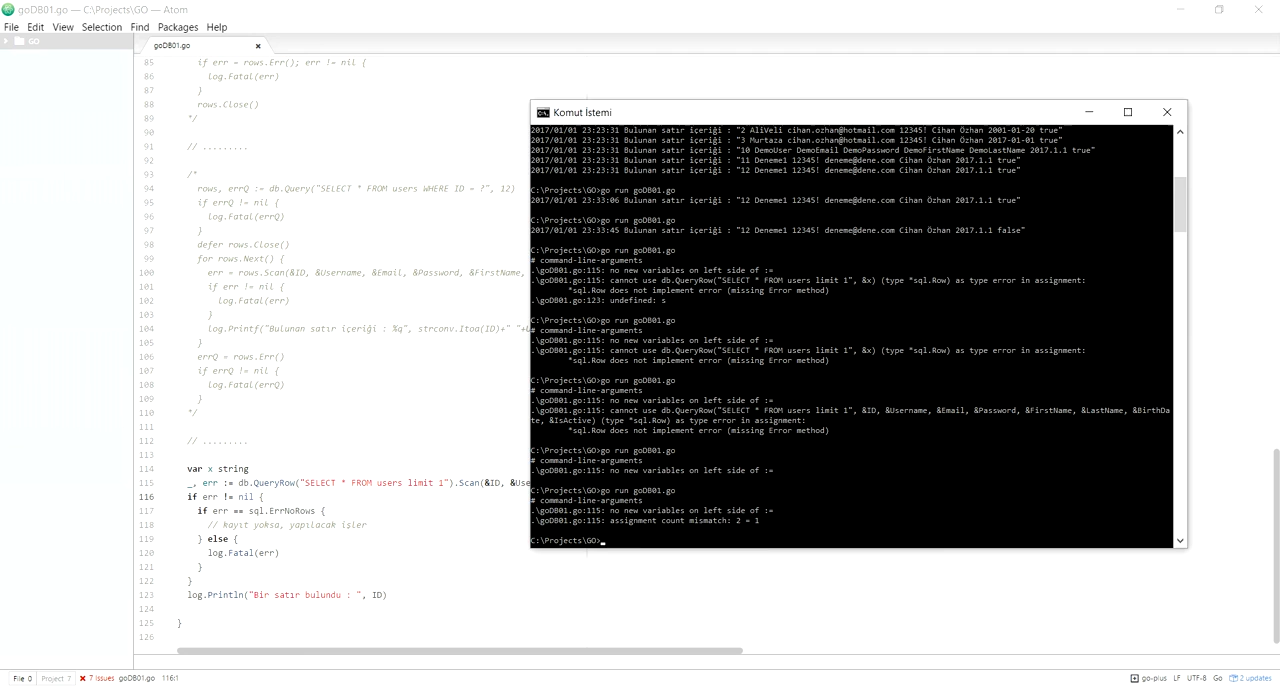 goDB01.go — C:\Projects\GO — Atom
File Edit View Selection Find Packages Help
GO
goDB01.go
85 if err = rows.Err(); err != nil {
86 log.Fatal(err)
87 }
88 rows.Close()
89 */
90
91 // .........
92
93 /*
94 rows, errQ := db.Query("SELECT * FROM users WHERE ID = ?", 12)
95 if errQ != nil {
96 log.Fatal(errQ)
97 }
98 defer rows.Close()
99 for rows.Next() {
100 err = rows.Scan(&ID, &Username, &Email, &Password, &FirstName,
101 if err != nil {
102 log.Fatal(err)
103 }
104 log.Printf("Bulunan satır içeriği : %q", strconv.Itoa(ID)+" "+U
105 }
106 errQ = rows.Err()
107 if errQ != nil {
108 log.Fatal(errQ)
109 }
110 */
111
112 // .........
113
114 var x string
115 _, err := db.QueryRow("SELECT * FROM users limit 1").Scan(&ID, &Use
116 if err != nil {
117 if err == sql.ErrNoRows {
118 // kayıt yoksa, yapılacak işler
119 } else {
120 log.Fatal(err)
121 }
122 }
123 log.Println("Bir satır bulundu : ", ID)
124
125 }
126
Komut İstemi
2017/01/01 23:23:31 Bulunan satır içeriği : "2 AliVeli cihan.ozhan@hotmail.com 12345! Cihan Özhan 2001-01-20 true"
2017/01/01 23:23:31 Bulunan satır içeriği : "3 Murtaza cihan.ozhan@hotmail.com 12345! Cihan Özhan 2017-01-01 true"
2017/01/01 23:23:31 Bulunan satır içeriği : "10 DemoUser DemoEmail DemoPassword DemoFirstName DemoLastName 2017.1.1 true"
2017/01/01 23:23:31 Bulunan satır içeriği : "11 Deneme1 12345! deneme@dene.com Cihan Özhan 2017.1.1 true"
2017/01/01 23:23:31 Bulunan satır içeriği : "12 Deneme1 12345! deneme@dene.com Cihan Özhan 2017.1.1 true"
C:\Projects\GO>go run goDB01.go
2017/01/01 23:33:06 Bulunan satır içeriği : "12 Deneme1 12345! deneme@dene.com Cihan Özhan 2017.1.1 true"
C:\Projects\GO>go run goDB01.go
2017/01/01 23:33:45 Bulunan satır içeriği : "12 Deneme1 12345! deneme@dene.com Cihan Özhan 2017.1.1 false"
C:\Projects\GO>go run goDB01.go
# command-line-arguments
.\goDB01.go:115: no new variables on left side of :=
.\goDB01.go:115: cannot use db.QueryRow("SELECT * FROM users limit 1", &x) (type *sql.Row) as type error in assignment:
*sql.Row does not implement error (missing Error method)
.\goDB01.go:123: undefined: s
C:\Projects\GO>go run goDB01.go
# command-line-arguments
.\goDB01.go:115: no new variables on left side of :=
.\goDB01.go:115: cannot use db.QueryRow("SELECT * FROM users limit 1", &x) (type *sql.Row) as type error in assignment:
*sql.Row does not implement error (missing Error method)
C:\Projects\GO>go run goDB01.go
# command-line-arguments
.\goDB01.go:115: no new variables on left side of :=
.\goDB01.go:115: cannot use db.QueryRow("SELECT * FROM users limit 1", &ID, &Username, &Email, &Password, &FirstName, &LastName, &BirthDa
te, &IsActive) (type *sql.Row) as type error in assignment:
*sql.Row does not implement error (missing Error method)
C:\Projects\GO>go run goDB01.go
# command-line-arguments
.\goDB01.go:115: no new variables on left side of :=
C:\Projects\GO>go run goDB01.go
# command-line-arguments
.\goDB01.go:115: no new variables on left side of :=
.\goDB01.go:115: assignment count mismatch: 2 = 1
C:\Projects\GO>
File 0 Project 7 7 Issues goDB01.go 116:1 go-plus LF UTF-8 Go 2 updates